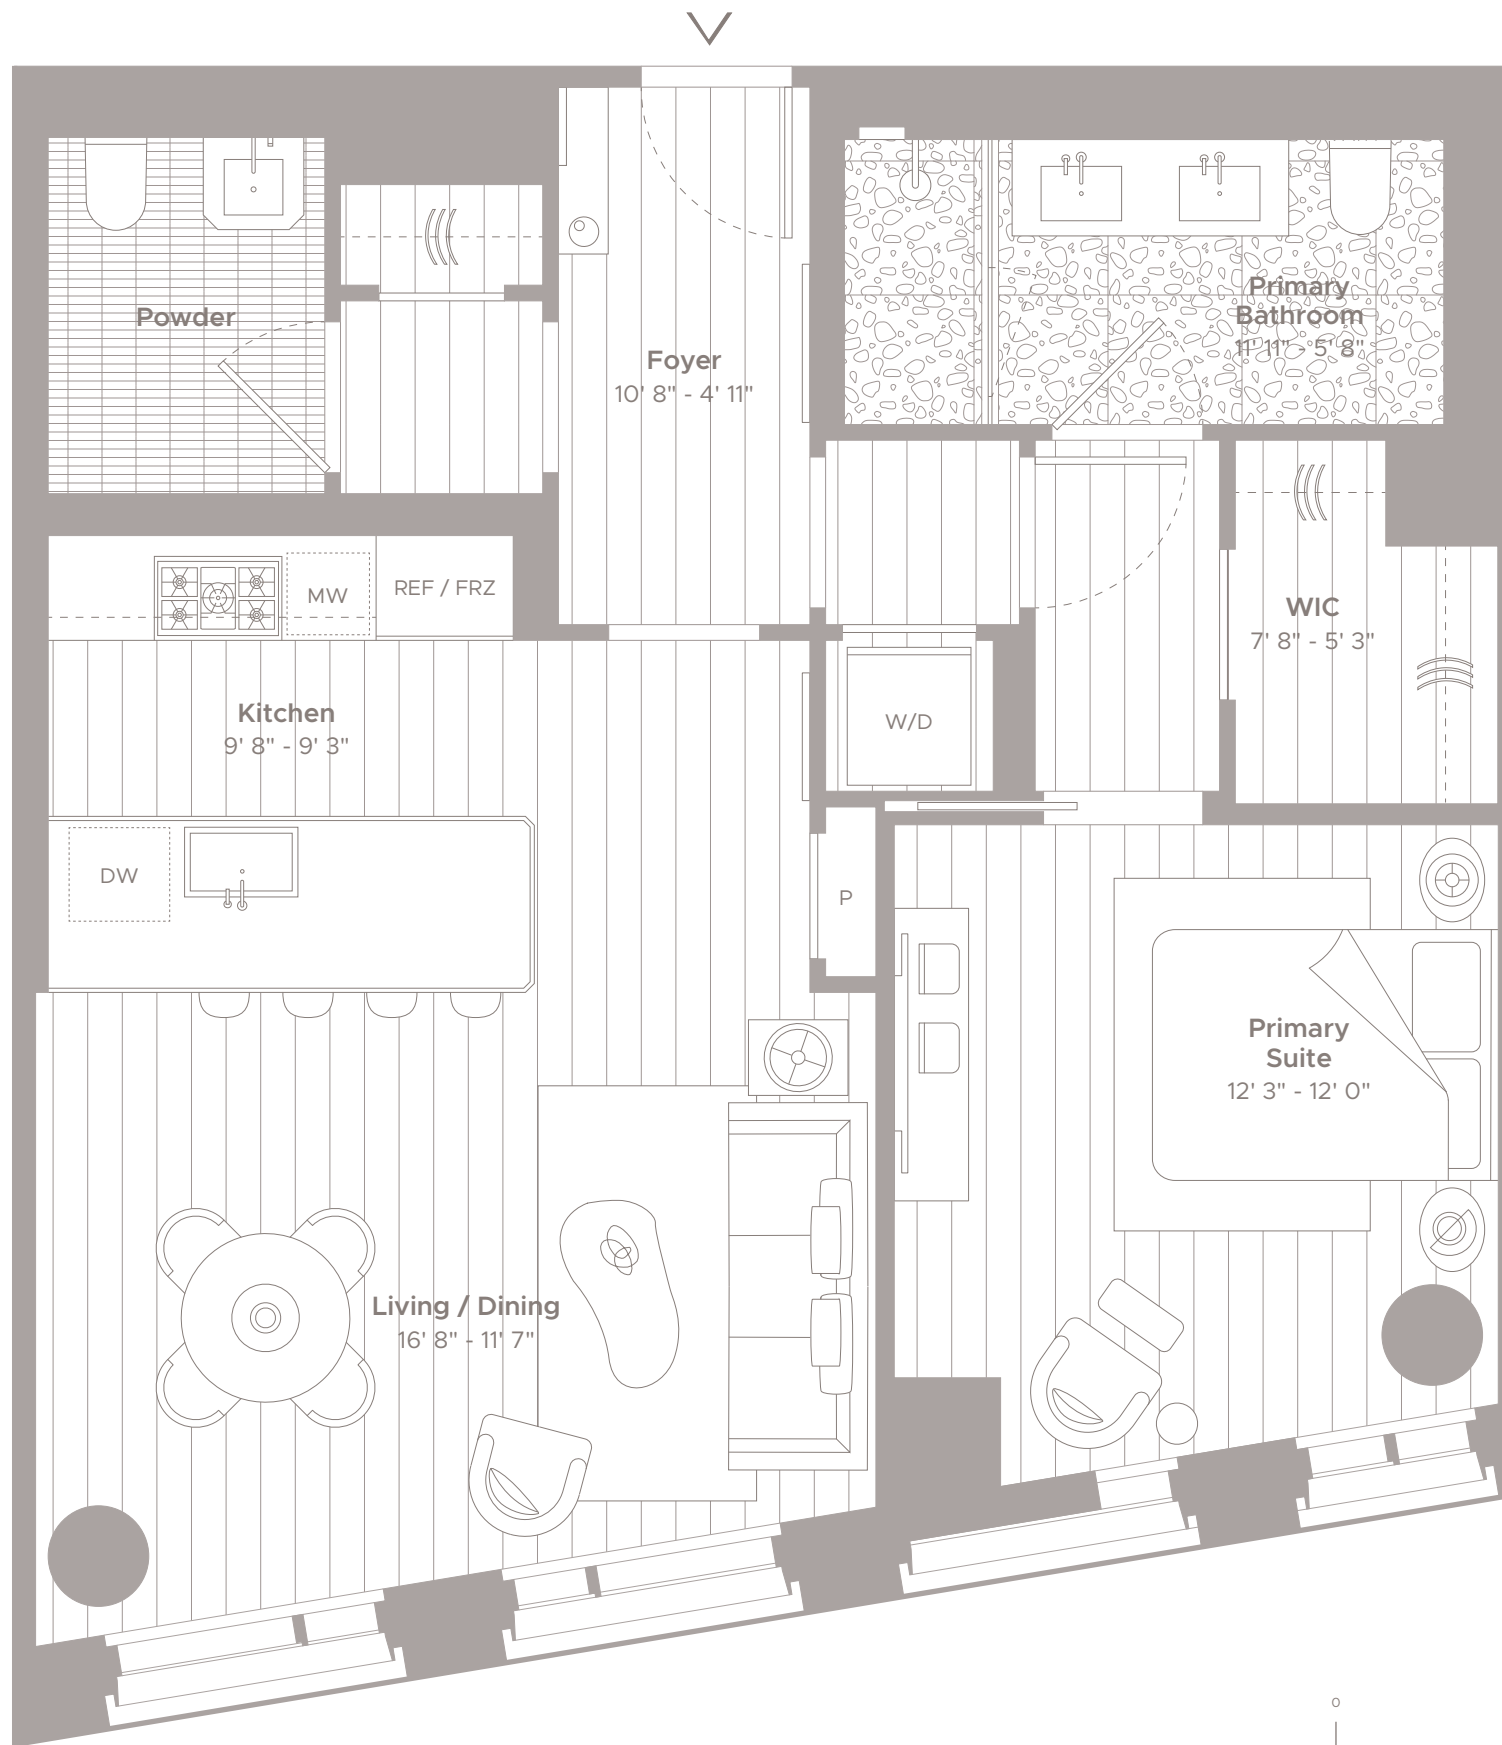 Powder
Foyer
10' 8" - 4' 11"
Primary
Bathroom
11' 11" - 5' 8"
MW
REF / FRZ
WIC
7' 8" - 5' 3"
Kitchen
9' 8" - 9' 3"
W/D
DW
P
Primary
Suite
12' 3" - 12' 0"
Living / Dining
16' 8" - 11' 7"
0